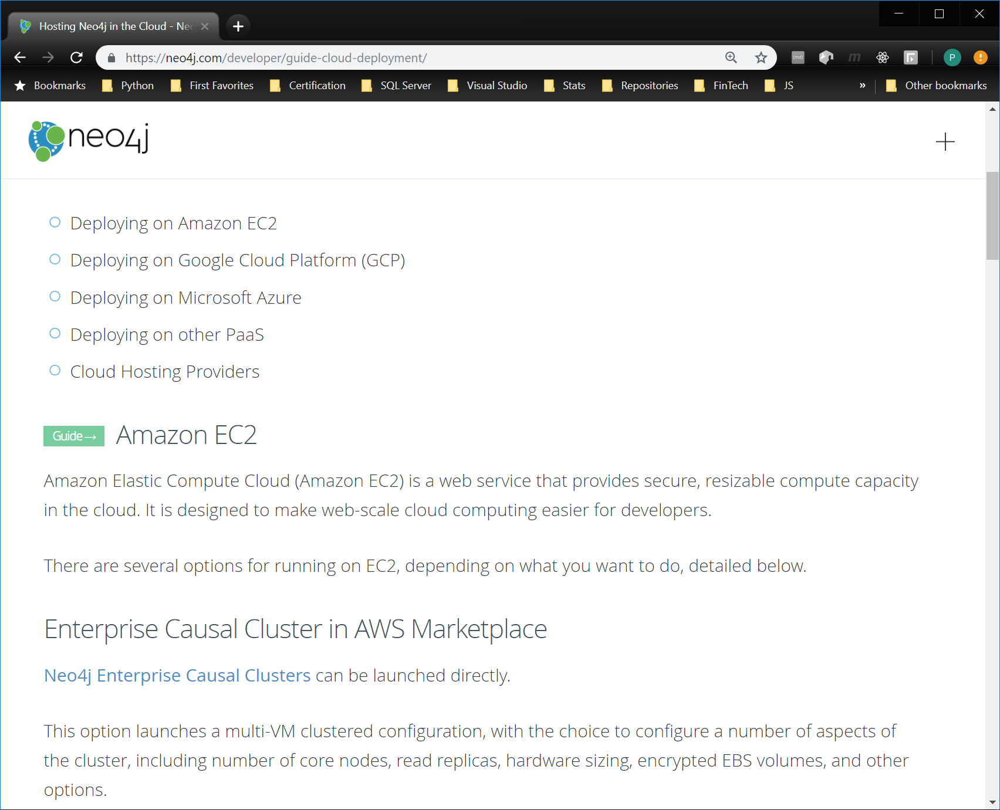 Hosting Neo4j in the Cloud - Neo
https://neo4j.com/developer/guide-cloud-deployment/
(md) m P
Bookmarks Python First Favorites Certification SQL Server Visual Studio Stats Repositories FinTech JS » Other bookmarks
neo4j
Deploying on Amazon EC2
Deploying on Google Cloud Platform (GCP)
Deploying on Microsoft Azure
Deploying on other PaaS
Cloud Hosting Providers
Guide→ Amazon EC2
Amazon Elastic Compute Cloud (Amazon EC2) is a web service that provides secure, resizable compute capacity
in the cloud. It is designed to make web-scale cloud computing easier for developers.
There are several options for running on EC2, depending on what you want to do, detailed below.
Enterprise Causal Cluster in AWS Marketplace
Neo4j Enterprise Causal Clusters can be launched directly.
This option launches a multi-VM clustered configuration, with the choice to configure a number of aspects of
the cluster, including number of core nodes, read replicas, hardware sizing, encrypted EBS volumes, and other
options.